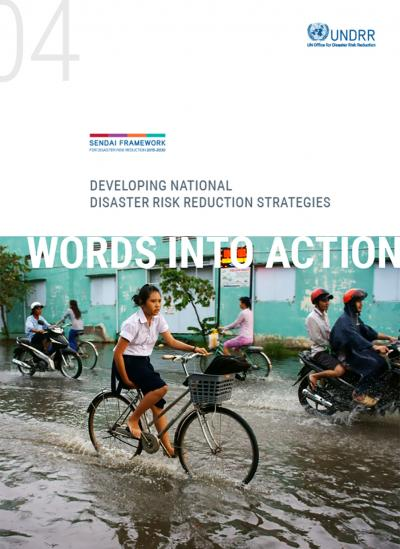 04
UNDRR
UN Office for Disaster Risk Reduction
SENDAI FRAMEWORK
FOR DISASTER RISK REDUCTION 2015-2030
DEVELOPING NATIONAL
DISASTER RISK REDUCTION STRATEGIES
WORDS INTO ACTION